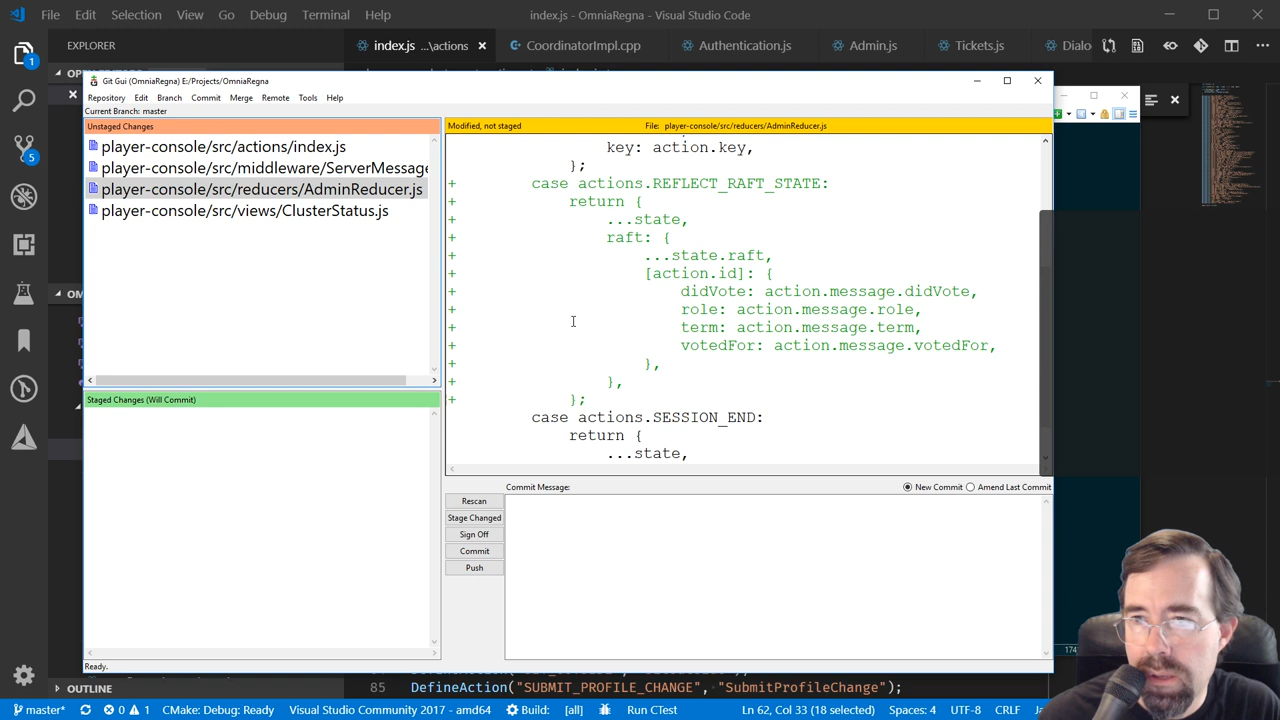 File Edit Selection View Go Debug Terminal Help
index.js - OmniaRegna - Visual Studio Code
EXPLORER
index.js ...\actions
CoordinatorImpl.cpp
Authentication.js
Admin.js
Tickets.js
Dialo
Git Gui (OmniaRegna) E:/Projects/OmniaRegna
Repository Edit Branch Commit Merge Remote Tools Help
Current Branch: master
Unstaged Changes
player-console/src/actions/index.js
player-console/src/middleware/ServerMessage
player-console/src/reducers/AdminReducer.js
player-console/src/views/ClusterStatus.js
Staged Changes (Will Commit)
Ready.
Modified, not staged
File: player-console/src/reducers/AdminReducer.js
key: action.key,
};
+ case actions.REFLECT_RAFT_STATE:
+ return {
+ ...state,
+ raft: {
+ ...state.raft,
+ [action.id]: {
+ didVote: action.message.didVote,
+ role: action.message.role,
+ term: action.message.term,
+ votedFor: action.message.votedFor,
+ },
+ },
+ };
case actions.SESSION_END:
return {
...state,
Commit Message:
New Commit
Amend Last Commit
Rescan
Stage Changed
Sign Off
Commit
Push
1
5
OM
174
85 DefineAction("SUBMIT_PROFILE_CHANGE", "SubmitProfileChange");
OUTLINE
master*
0
1
CMake: Debug: Ready
Visual Studio Community 2017 - amd64
Build:
[all]
Run CTest
Ln 62, Col 33 (18 selected)
Spaces: 4
UTF-8
CRLF